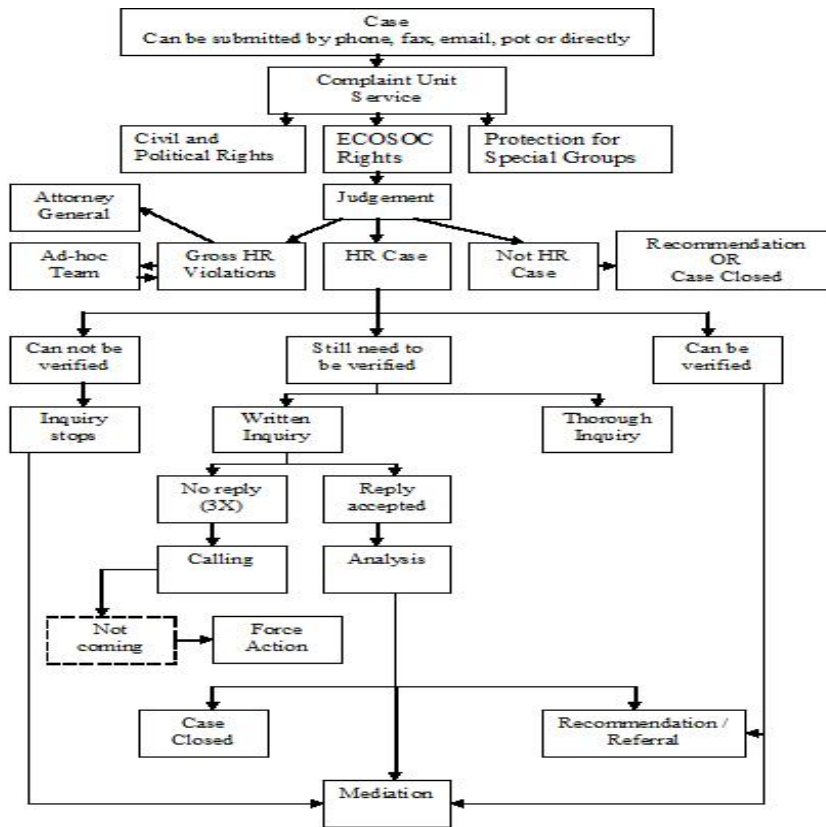 Case
Can be submitted by phone, fax, email, pot or directly
Complaint Unit
Service
Civil and
Political Rights
ECOSOC
Rights
Protection for
Special Groups
Attorney
General
Judgement
Ad-hoc
Team
Gross HR
Violations
HR Case
Not HR
Case
Recommendation
OR
Case Closed
Can not be
verified
Still need to
be verified
Can be
verified
Inquiry
stops
Written
Inquiry
Thorough
Inquiry
No reply
(3X)
Reply
accepted
Calling
Analysis
Not
coming
Force
Action
Case
Closed
Recommendation /
Referral
Mediation